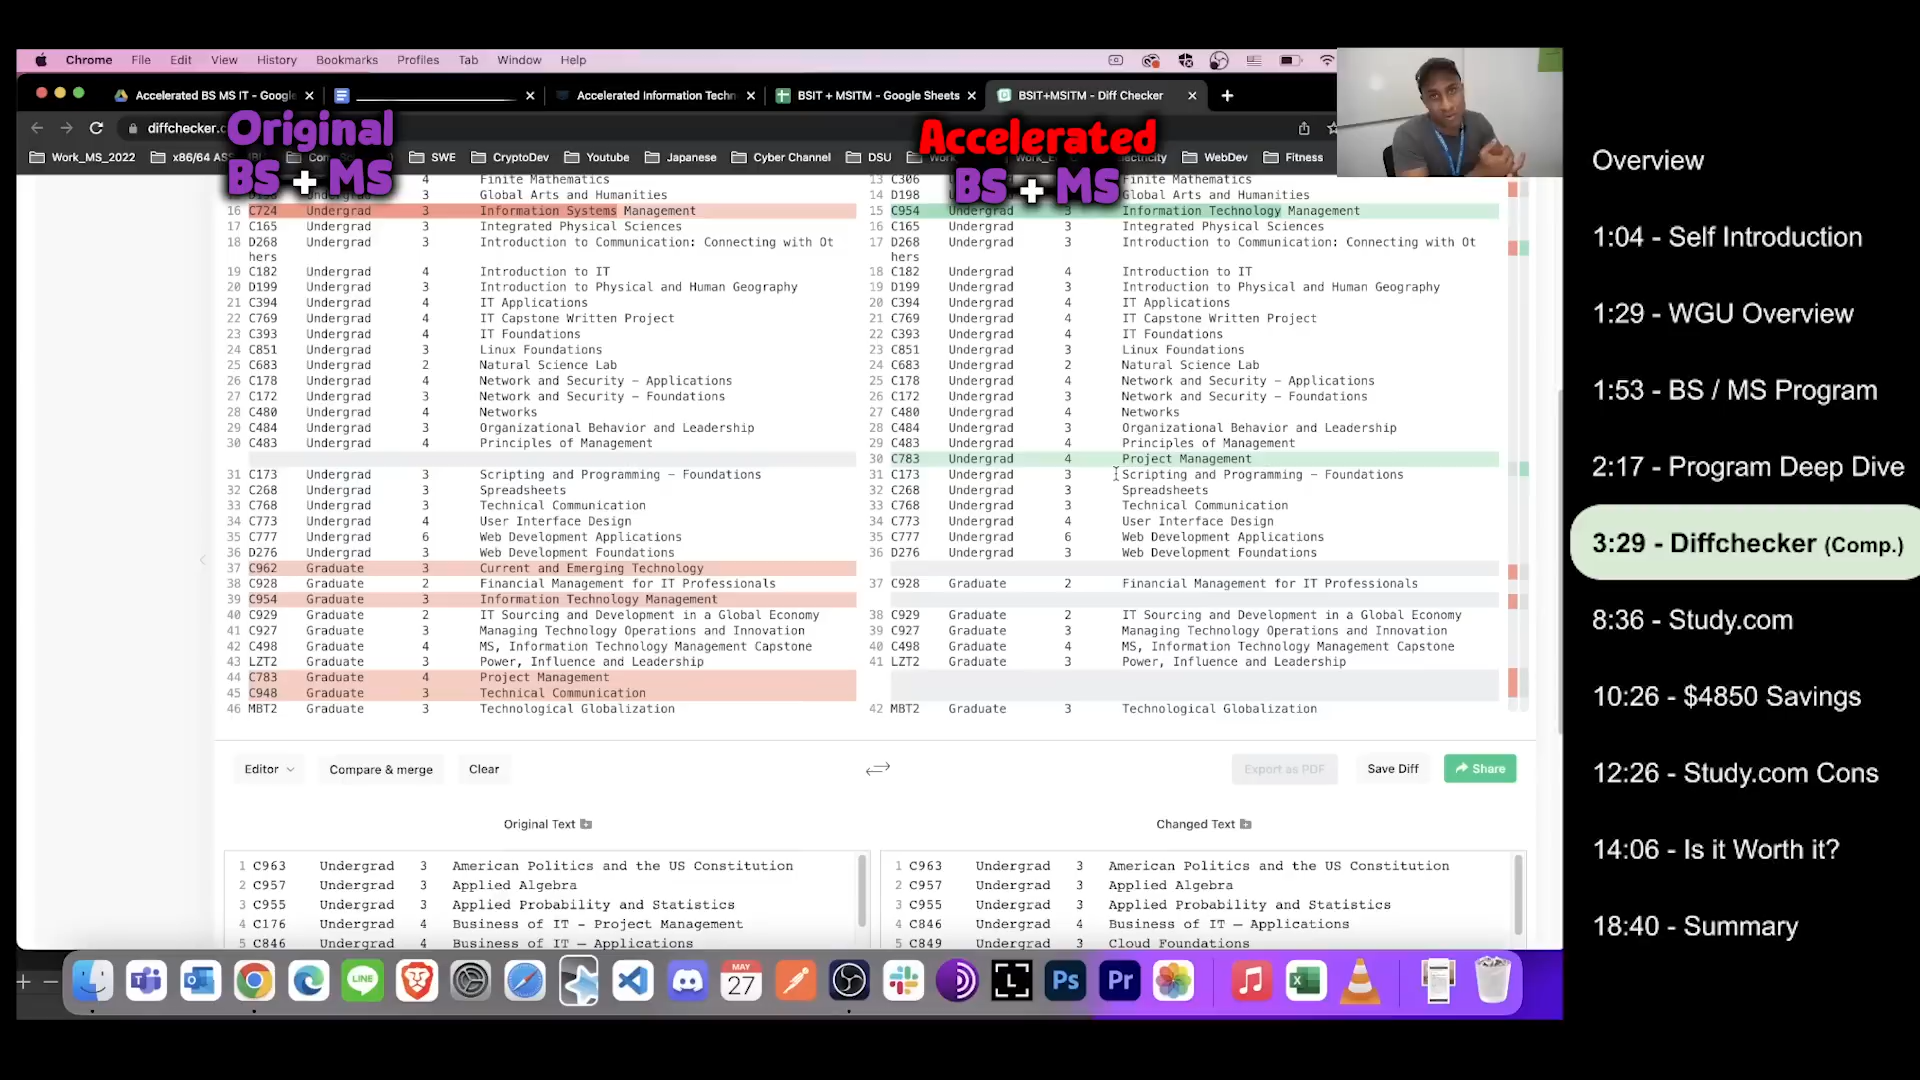 Chrome File Edit View History Bookmarks Profiles Tab Window Help
Accelerated BS MS IT - Google
Accelerated Information Techn
BSIT + MSITM - Google Sheets
BSIT+MSITM - Diff Checker
diffchecker.c
Original
BS + MS
Accelerated
BS + MS
Work_MS_2022
x86/64 AS
SWE
CryptoDev
Youtube
Japanese
Cyber Channel
DSU
WebDev
Fitness
4 Finite Mathematics
Global Arts and Humanities
16 C724 Undergrad 3 Information Systems Management
17 C165 Undergrad 3 Integrated Physical Sciences
18 D268 Undergrad 3 Introduction to Communication: Connecting with Ot
hers
19 C182 Undergrad 4 Introduction to IT
20 D199 Undergrad 3 Introduction to Physical and Human Geography
21 C394 Undergrad 4 IT Applications
22 C769 Undergrad 4 IT Capstone Written Project
23 C393 Undergrad 4 IT Foundations
24 C851 Undergrad 3 Linux Foundations
25 C683 Undergrad 2 Natural Science Lab
26 C178 Undergrad 4 Network and Security – Applications
27 C172 Undergrad 3 Network and Security – Foundations
28 C480 Undergrad 4 Networks
29 C484 Undergrad 3 Organizational Behavior and Leadership
30 C483 Undergrad 4 Principles of Management
31 C173 Undergrad 3 Scripting and Programming – Foundations
32 C268 Undergrad 3 Spreadsheets
33 C768 Undergrad 3 Technical Communication
34 C773 Undergrad 4 User Interface Design
35 C777 Undergrad 6 Web Development Applications
36 D276 Undergrad 3 Web Development Foundations
37 C962 Graduate 3 Current and Emerging Technology
38 C928 Graduate 2 Financial Management for IT Professionals
39 C954 Graduate 3 Information Technology Management
40 C929 Graduate 2 IT Sourcing and Development in a Global Economy
41 C927 Graduate 3 Managing Technology Operations and Innovation
42 C498 Graduate 4 MS, Information Technology Management Capstone
43 LZT2 Graduate 3 Power, Influence and Leadership
44 C783 Graduate 4 Project Management
45 C948 Graduate 3 Technical Communication
46 MBT2 Graduate 3 Technological Globalization
13 C306 Finite Mathematics
14 D198 Global Arts and Humanities
15 C954 Undergrad 3 Information Technology Management
16 C165 Undergrad 3 Integrated Physical Sciences
17 D268 Undergrad 3 Introduction to Communication: Connecting with Ot
hers
18 C182 Undergrad 4 Introduction to IT
19 D199 Undergrad 3 Introduction to Physical and Human Geography
20 C394 Undergrad 4 IT Applications
21 C769 Undergrad 4 IT Capstone Written Project
22 C393 Undergrad 4 IT Foundations
23 C851 Undergrad 3 Linux Foundations
24 C683 Undergrad 2 Natural Science Lab
25 C178 Undergrad 4 Network and Security – Applications
26 C172 Undergrad 3 Network and Security – Foundations
27 C480 Undergrad 4 Networks
28 C484 Undergrad 3 Organizational Behavior and Leadership
29 C483 Undergrad 4 Principles of Management
30 C783 Undergrad 4 Project Management
31 C173 Undergrad 3 Scripting and Programming – Foundations
32 C268 Undergrad 3 Spreadsheets
33 C768 Undergrad 3 Technical Communication
34 C773 Undergrad 4 User Interface Design
35 C777 Undergrad 6 Web Development Applications
36 D276 Undergrad 3 Web Development Foundations
37 C928 Graduate 2 Financial Management for IT Professionals
38 C929 Graduate 2 IT Sourcing and Development in a Global Economy
39 C927 Graduate 3 Managing Technology Operations and Innovation
40 C498 Graduate 4 MS, Information Technology Management Capstone
41 LZT2 Graduate 3 Power, Influence and Leadership
42 MBT2 Graduate 3 Technological Globalization
Editor
Compare & merge
Clear
Export as PDF
Save Diff
Share
Original Text
Changed Text
1 C963 Undergrad 3 American Politics and the US Constitution
2 C957 Undergrad 3 Applied Algebra
3 C955 Undergrad 3 Applied Probability and Statistics
4 C176 Undergrad 4 Business of IT - Project Management
5 C846 Undergrad 4 Business of IT – Applications
1 C963 Undergrad 3 American Politics and the US Constitution
2 C957 Undergrad 3 Applied Algebra
3 C955 Undergrad 3 Applied Probability and Statistics
4 C846 Undergrad 4 Business of IT – Applications
5 C849 Undergrad 3 Cloud Foundations
LINE
MAY
27
L
Ps
Pr
Overview
1:04 - Self Introduction
1:29 - WGU Overview
1:53 - BS / MS Program
2:17 - Program Deep Dive
3:29 - Diffchecker (Comp.)
8:36 - Study.com
10:26 - $4850 Savings
12:26 - Study.com Cons
14:06 - Is it Worth it?
18:40 - Summary